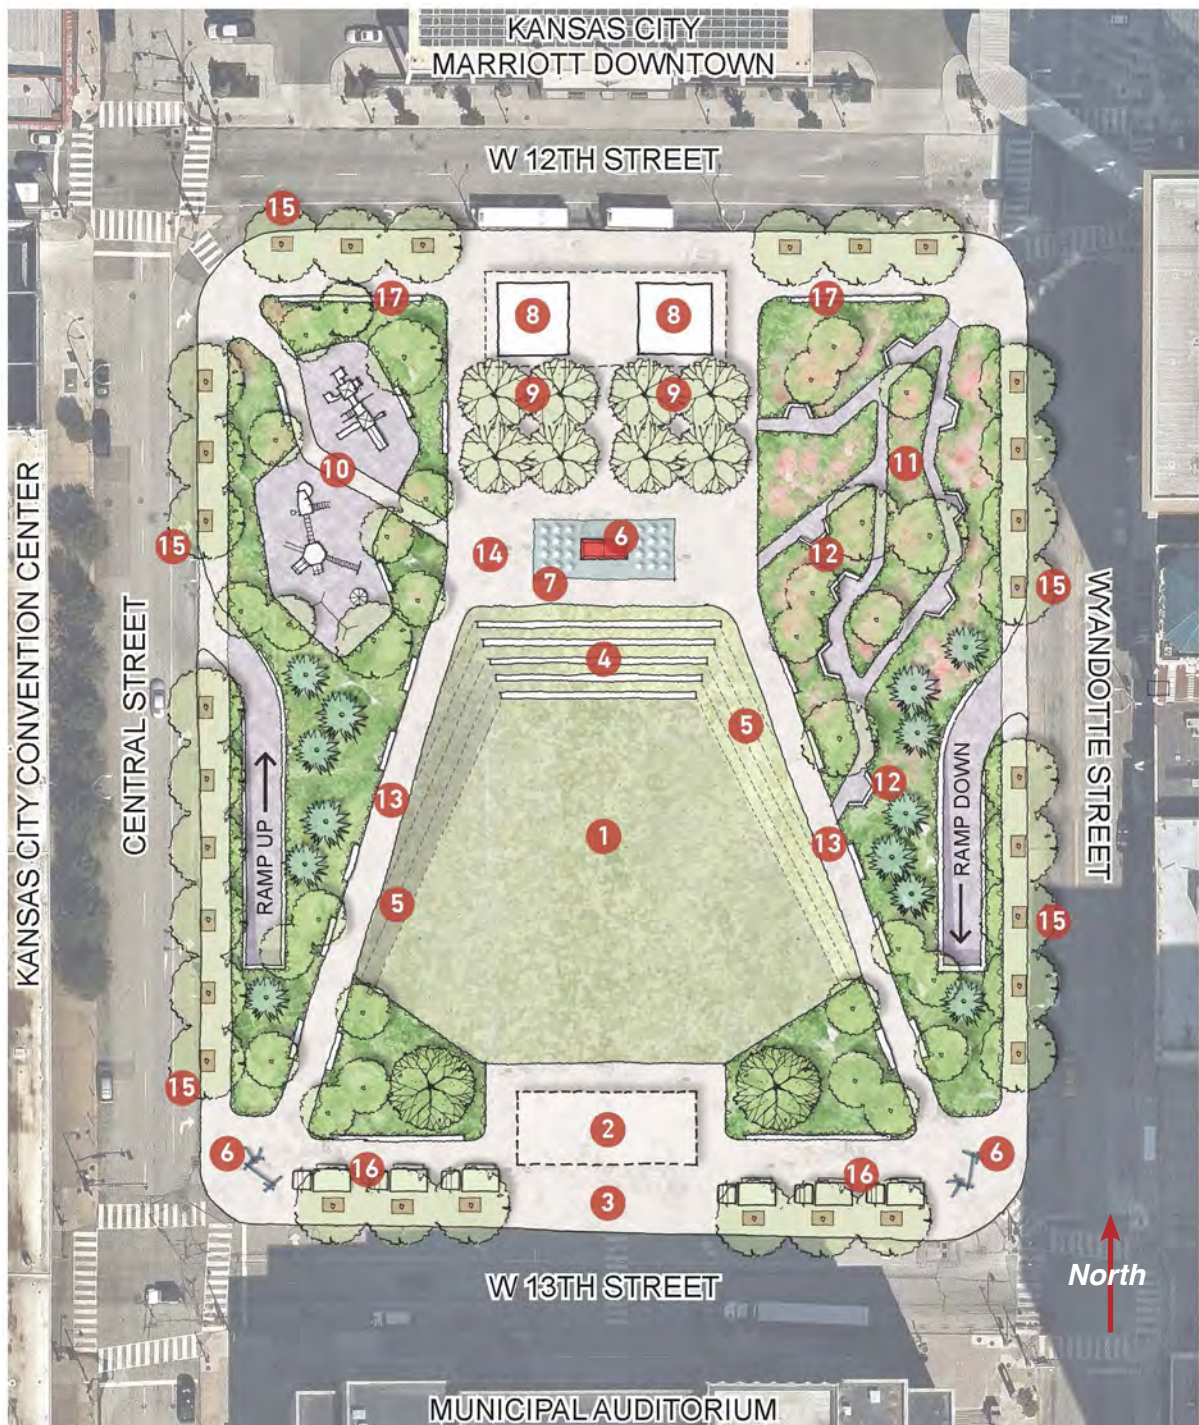 KANSAS CITY
MARRIOTT DOWNTOWN
W 12TH STREET
15
17
17
8
8
9
9
10
11
15
14
6
7
12
15
4
5
12
13
13
1
5
15
15
6
2
6
16
16
3
KANSAS CITY CONVENTION CENTER
CENTRAL STREET
RAMP UP
RAMP DOWN
WYANDOTTE STREET
North
W 13TH STREET
MUNICIPAL AUDITORIUM